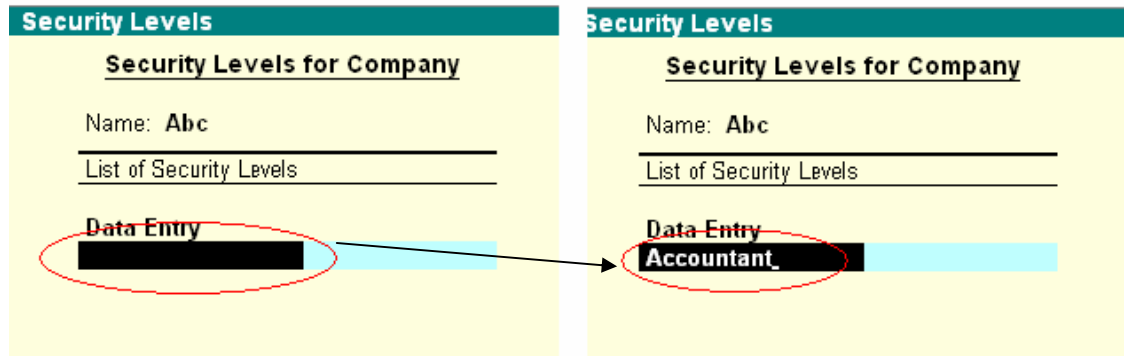 Security Levels
Security Levels for Company
Name: Abc
List of Security Levels
Data Entry
Security Levels
Security Levels for Company
Name: Abc
List of Security Levels
Data Entry
Accountant_